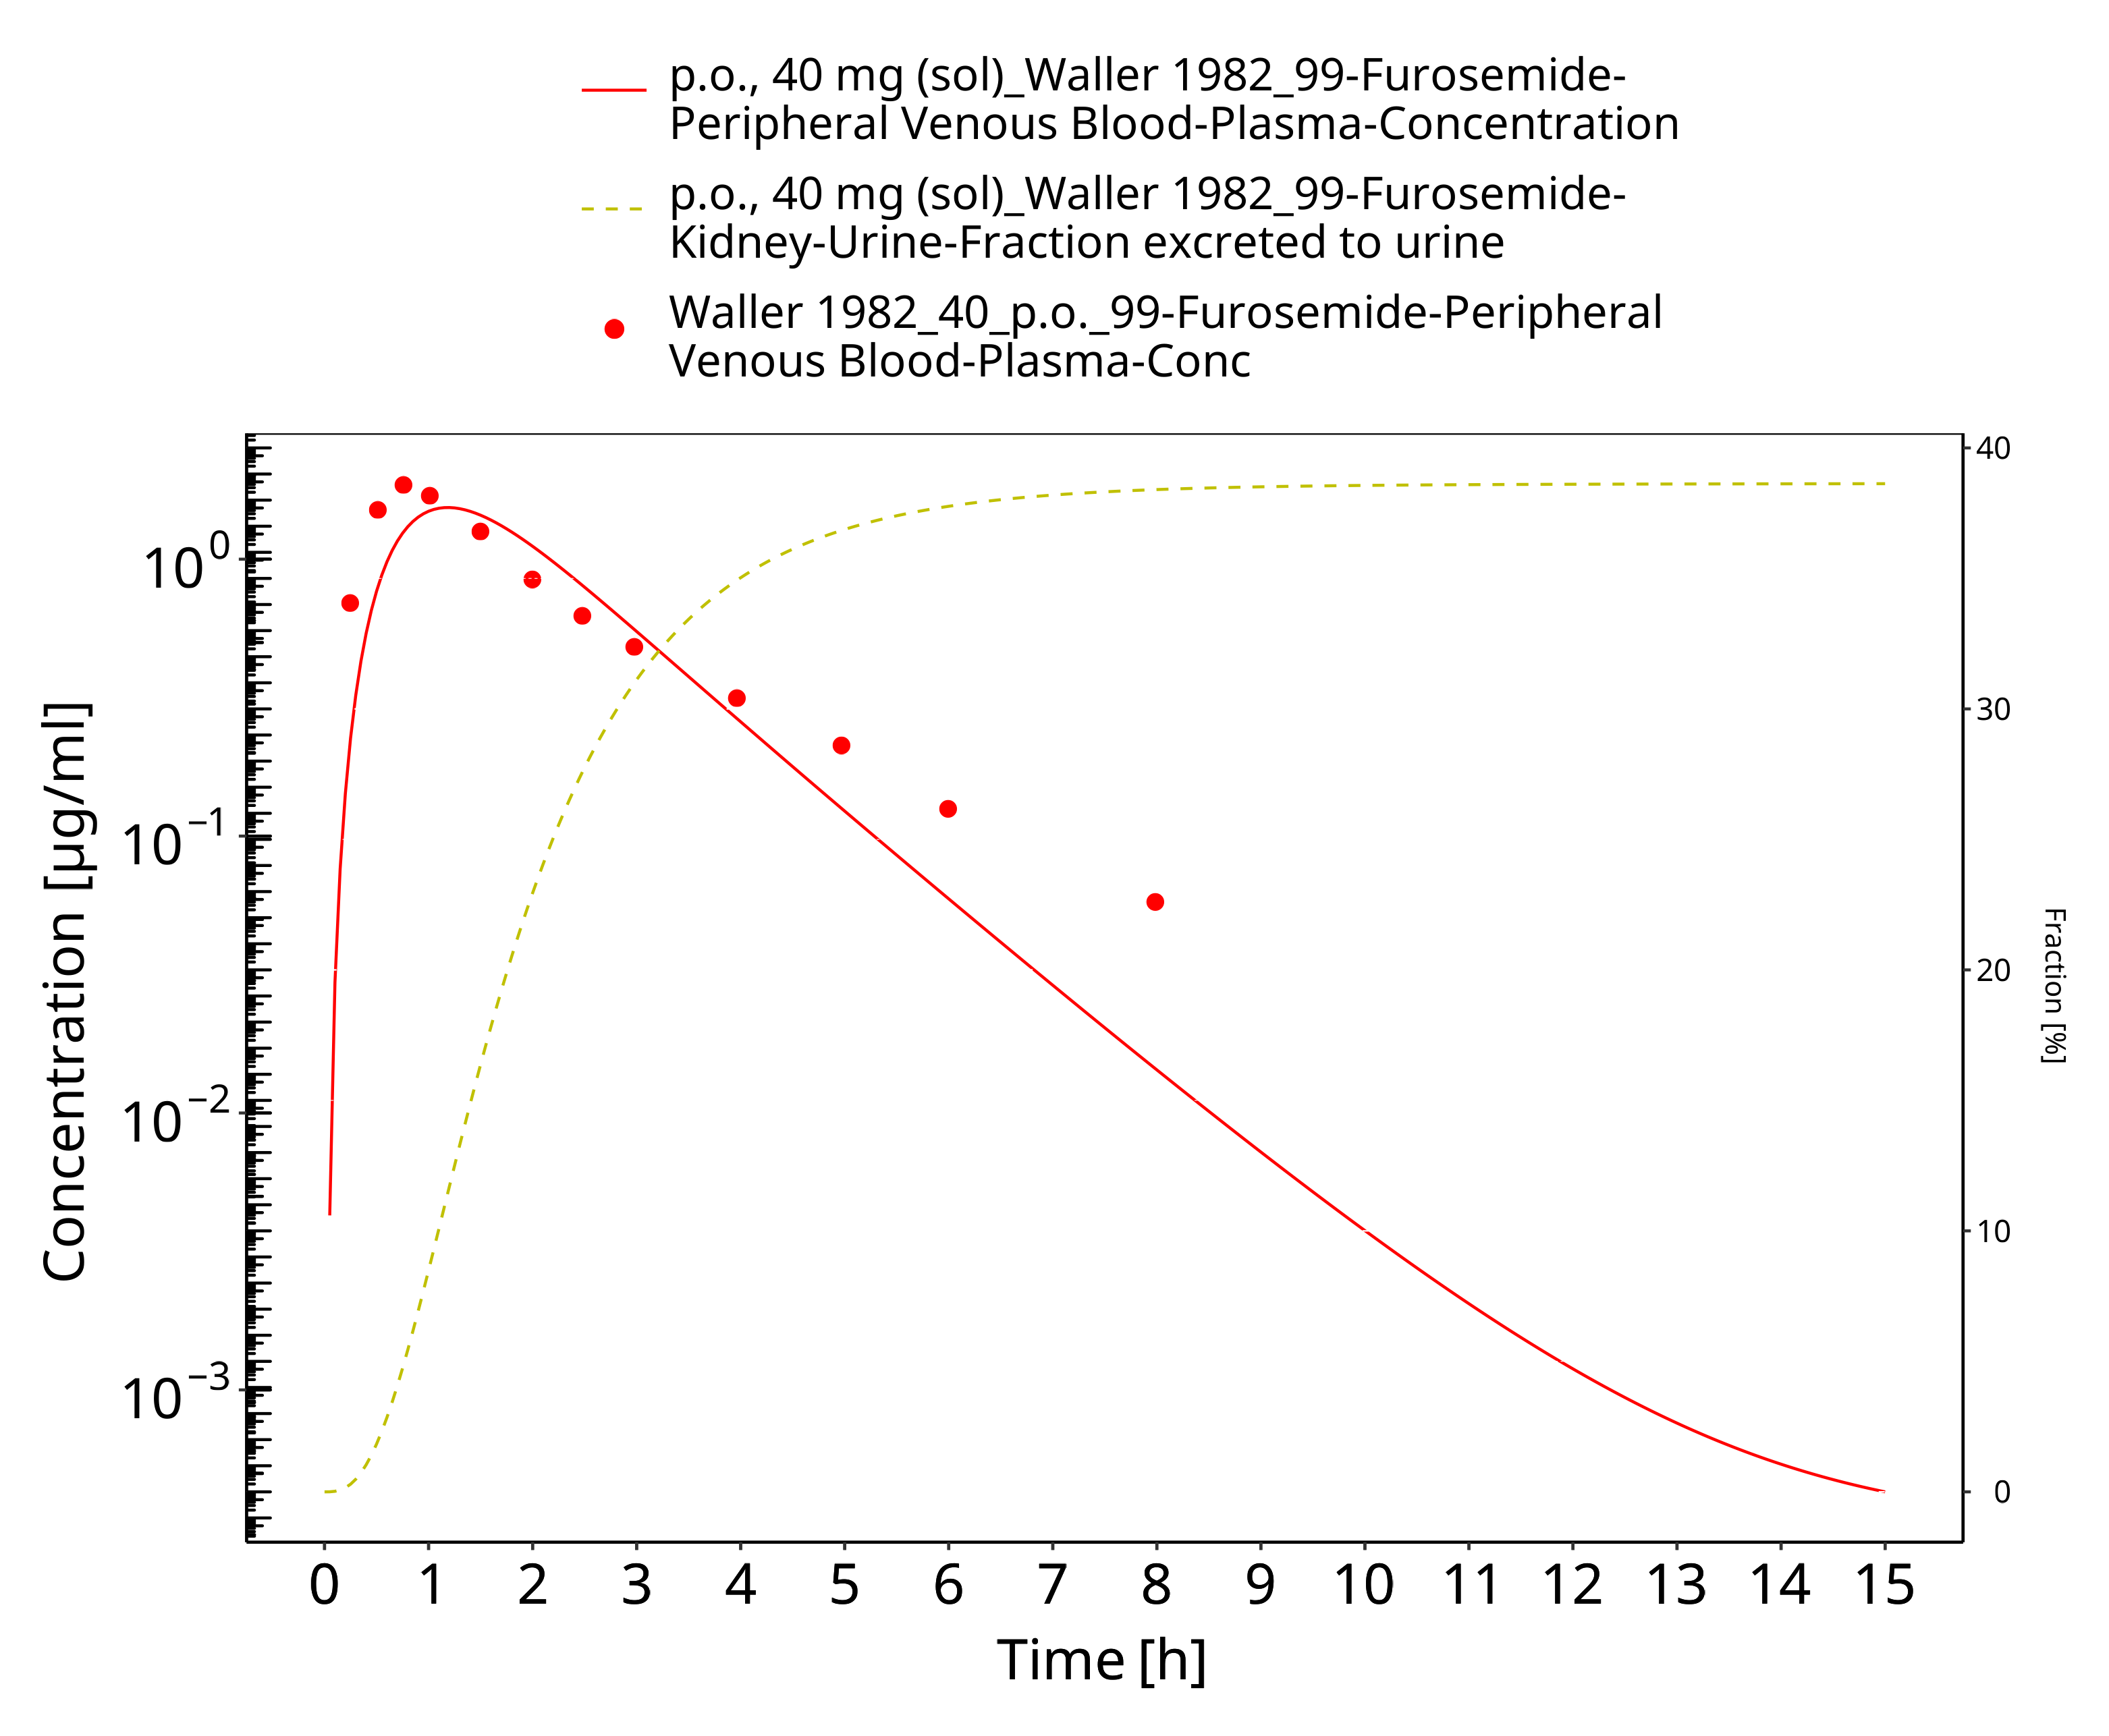 p.o., 40 mg (sol)_Waller 1982_99-Furosemide-
Peripheral Venous Blood-Plasma-Concentration
p.o., 40 mg (sol)_Waller 1982_99-Furosemide-
Kidney-Urine-Fraction excreted to urine
Waller 1982_40_p.o._99-Furosemide-Peripheral
Venous Blood-Plasma-Conc
Concentration [µg/ml]
10⁰
10⁻¹
10⁻²
10⁻³
40
30
20
10
0
Fraction [%]
0 1 2 3 4 5 6 7 8 9 10 11 12 13 14 15
Time [h]